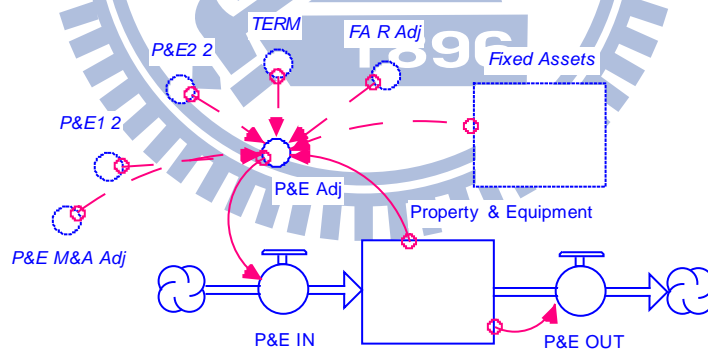 TERM
P&E2 2
FA R Adj
1896
Fixed Assets
P&E1 2
P&E Adj
Property & Equipment
P&E M&A Adj
P&E IN
P&E OUT